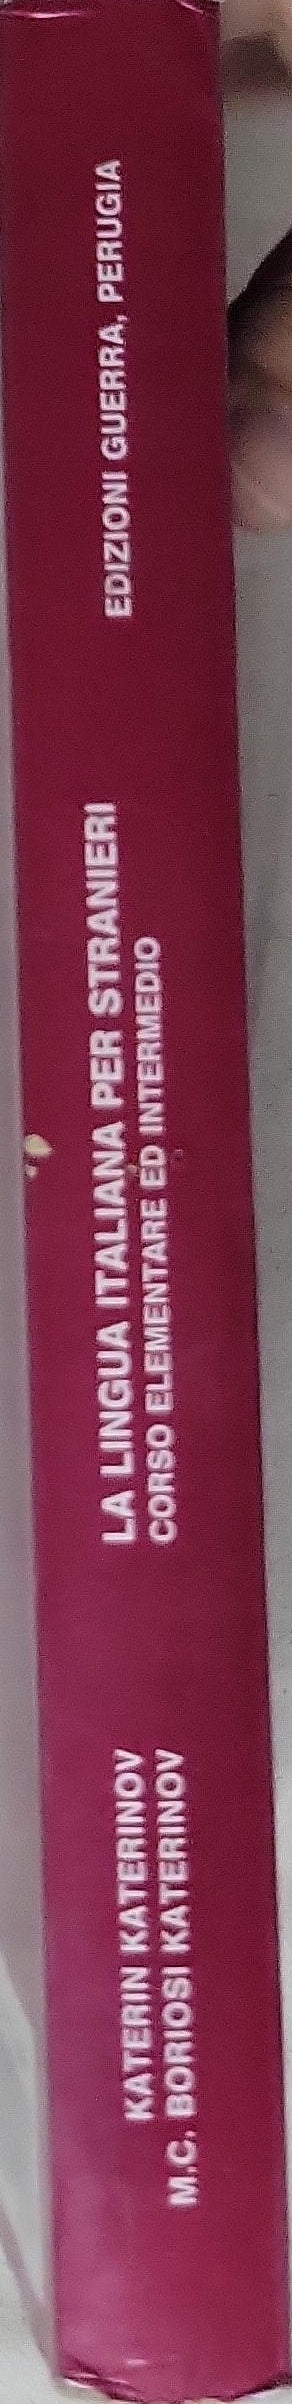 KATERIN KATERINOV
M.C. BORIOSI KATERINOV
LA LINGUA ITALIANA PER STRANIERI
CORSO ELEMENTARE ED INTERMEDIO
EDIZIONI GUERRA, PERUGIA